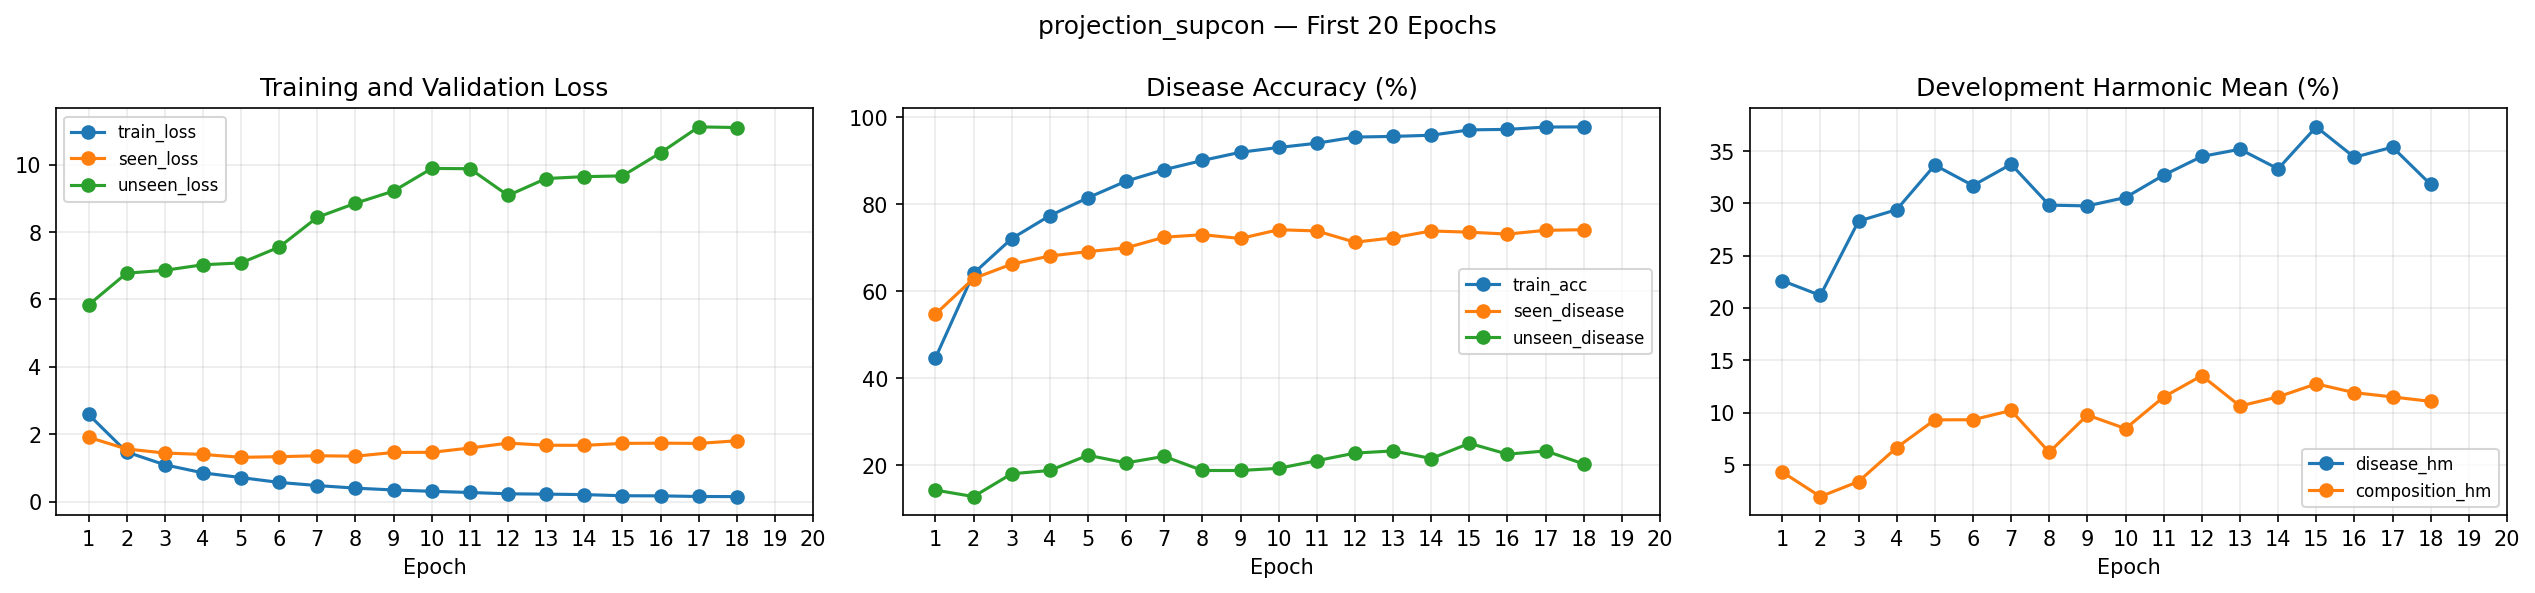 projection_supcon — First 20 Epochs
Training and Validation Loss
train_loss
seen_loss
unseen_loss
10
8
6
4
2
0
1 2 3 4 5 6 7 8 9 10 11 12 13 14 15 16 17 18 19 20
Epoch
Disease Accuracy (%)
100
80
60
40
20
train_acc
seen_disease
unseen_disease
1 2 3 4 5 6 7 8 9 10 11 12 13 14 15 16 17 18 19 20
Epoch
Development Harmonic Mean (%)
35
30
25
20
15
10
5
disease_hm
composition_hm
1 2 3 4 5 6 7 8 9 10 11 12 13 14 15 16 17 18 19 20
Epoch